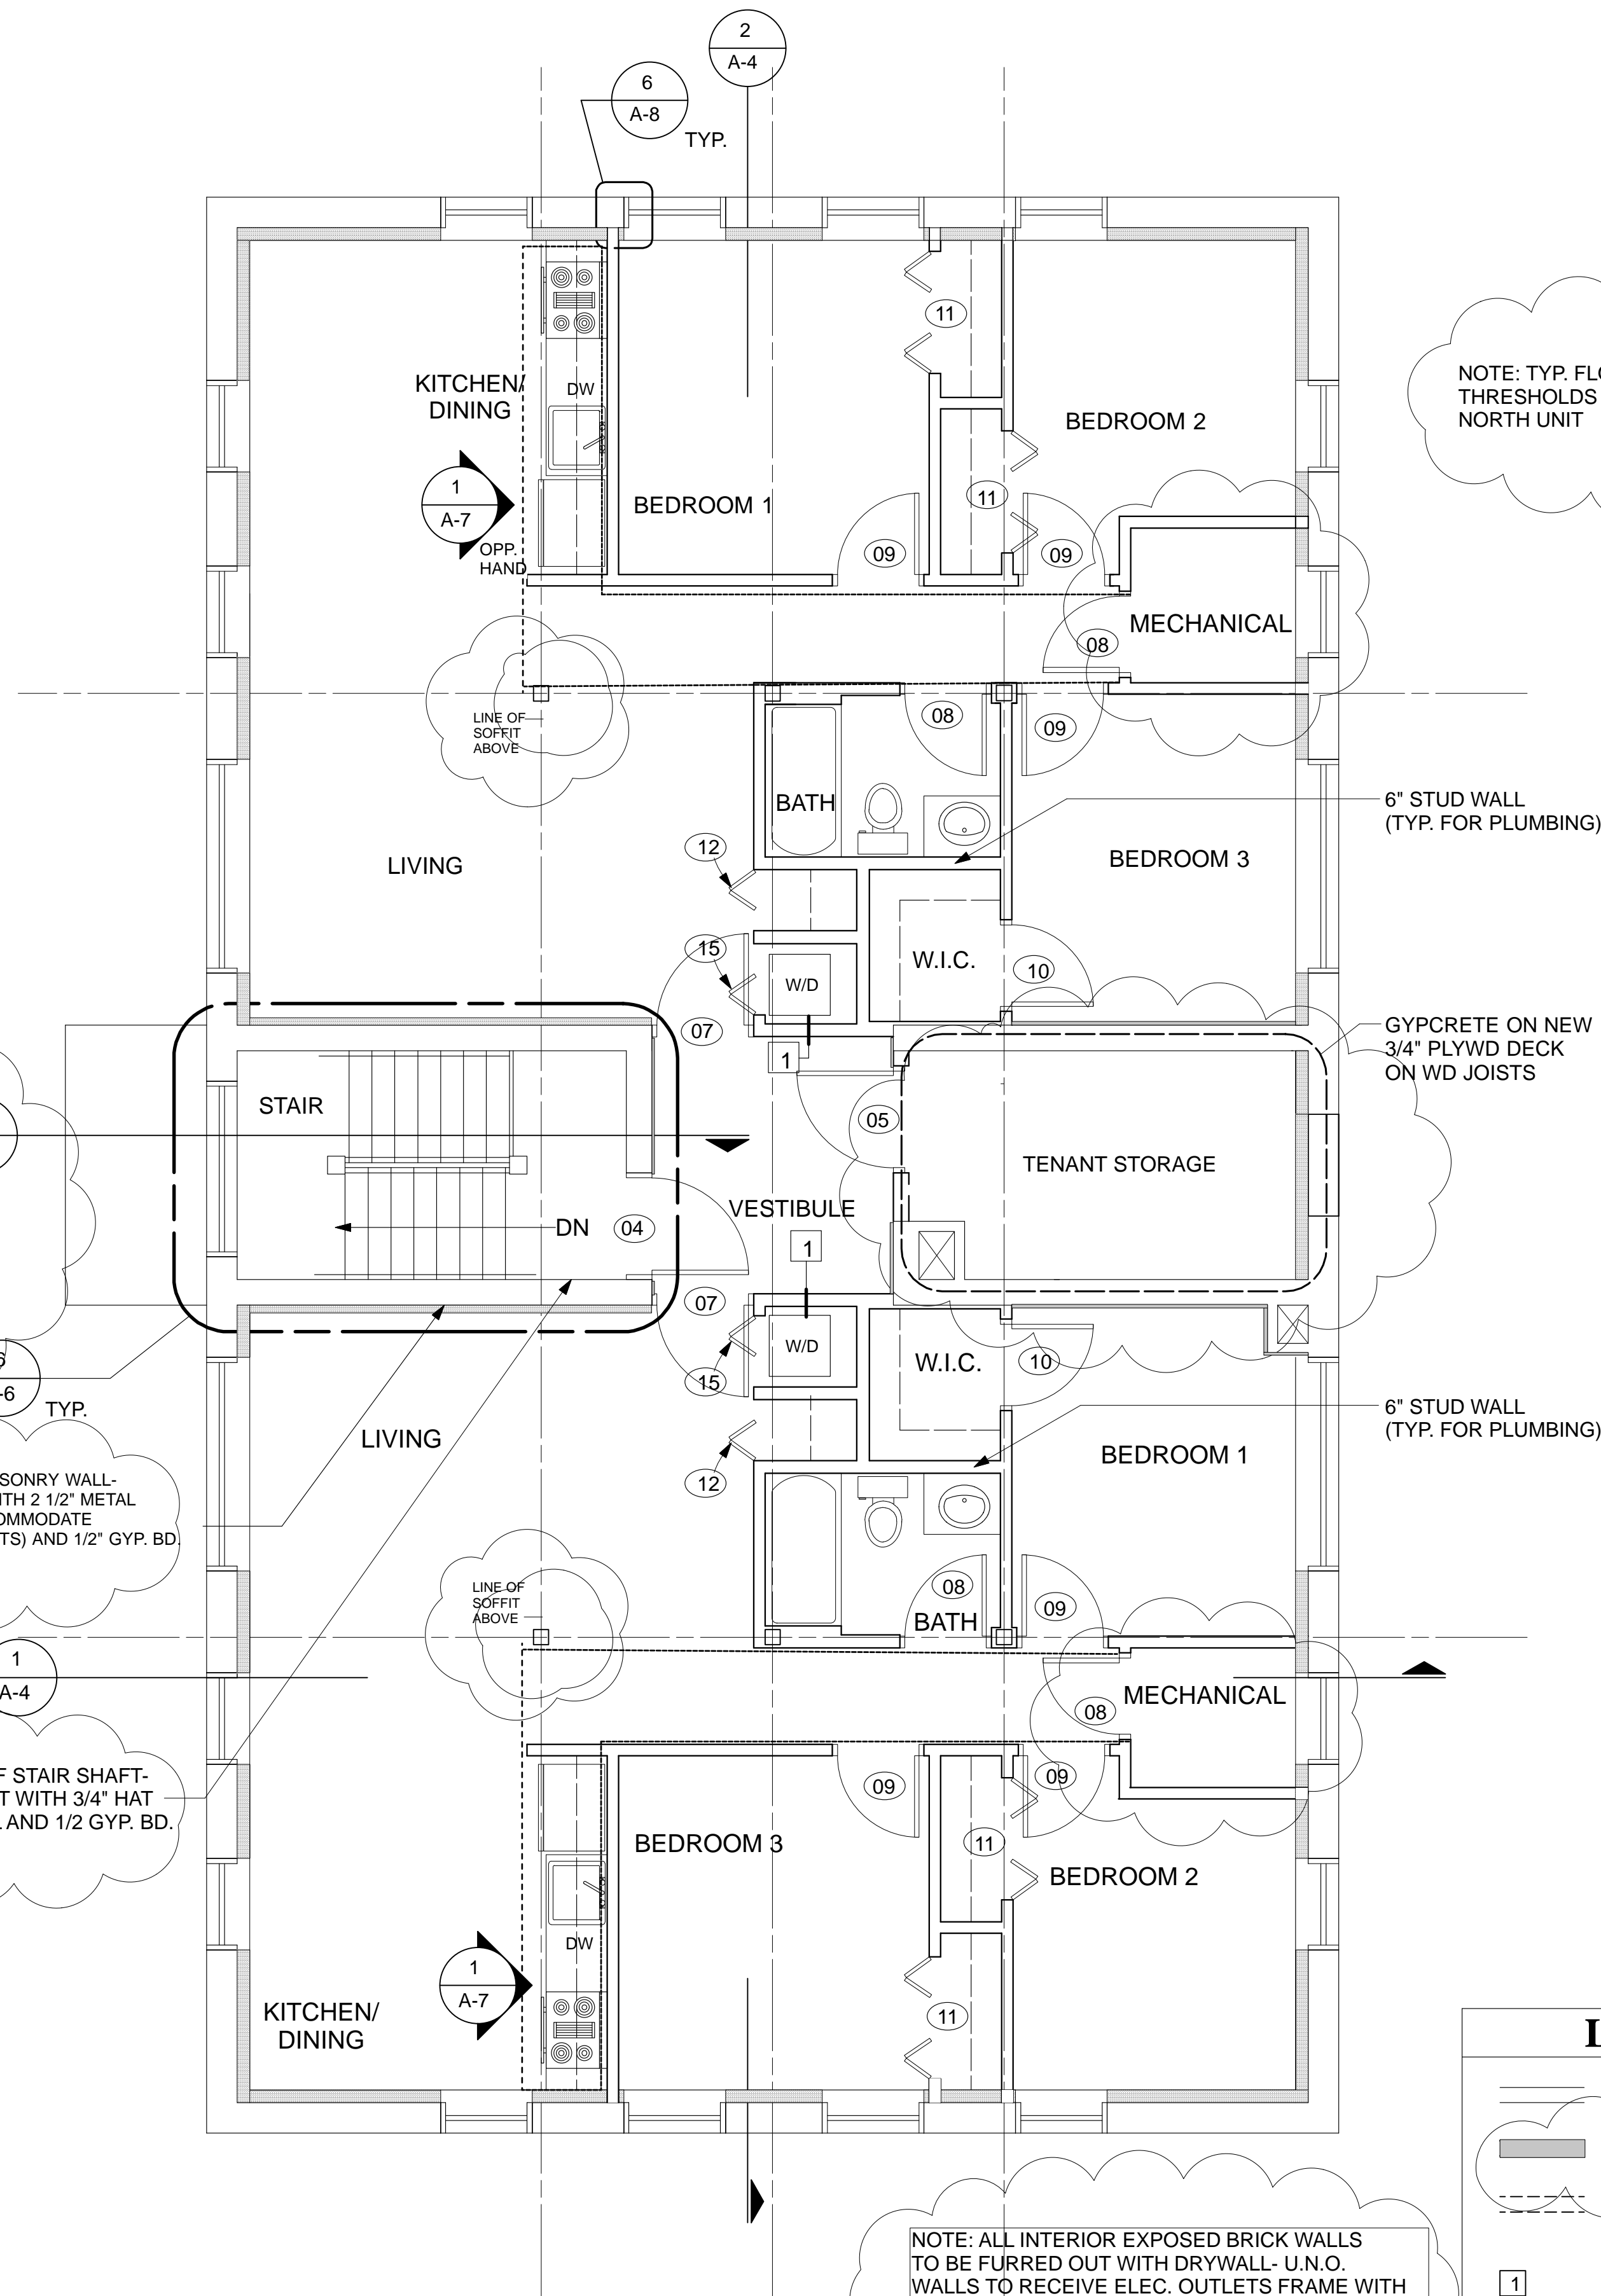 2
A-4
6
A-8
TYP.
KITCHEN/
DINING
DW
11
BEDROOM 2
NOTE: TYP.
THRESHOLDS
NORTH UNIT
1
A-7
OPP.
HAND
BEDROOM 1
11
09
09
MECHANICAL
08
LINE OF
SOFFIT
ABOVE
08
09
BATH
6" STUD WALL
(TYP. FOR PLUMBING)
12
LIVING
BEDROOM 3
15
W.I.C.
10
W/D
07
1
GYPCRETE ON NEW
3/4" PLYWD DECK
ON WD JOISTS
STAIR
05
TENANT STORAGE
VESTIBULE
DN
04
1
07
W/D
W.I.C.
10
15
-6
TYP.
LIVING
6" STUD WALL
(TYP. FOR PLUMBING)
BEDROOM 1
12
WALL-
2 1/2" METAL
AND 1/2" GYP. BD.
LINE OF
SOFFIT
ABOVE
08
BATH
09
1
A-4
MECHANICAL
08
STAIR SHAFT-
WITH 3/4" HAT
AND 1/2 GYP. BD.
09
09
BEDROOM 3
11
BEDROOM 2
DW
1
A-7
KITCHEN/
DINING
11
NOTE: ALL INTERIOR EXPOSED BRICK WALLS
TO BE FURRED OUT WITH DRYWALL- U.N.O.
WALLS TO RECEIVE ELEC. OUTLETS FRAME WITH
1